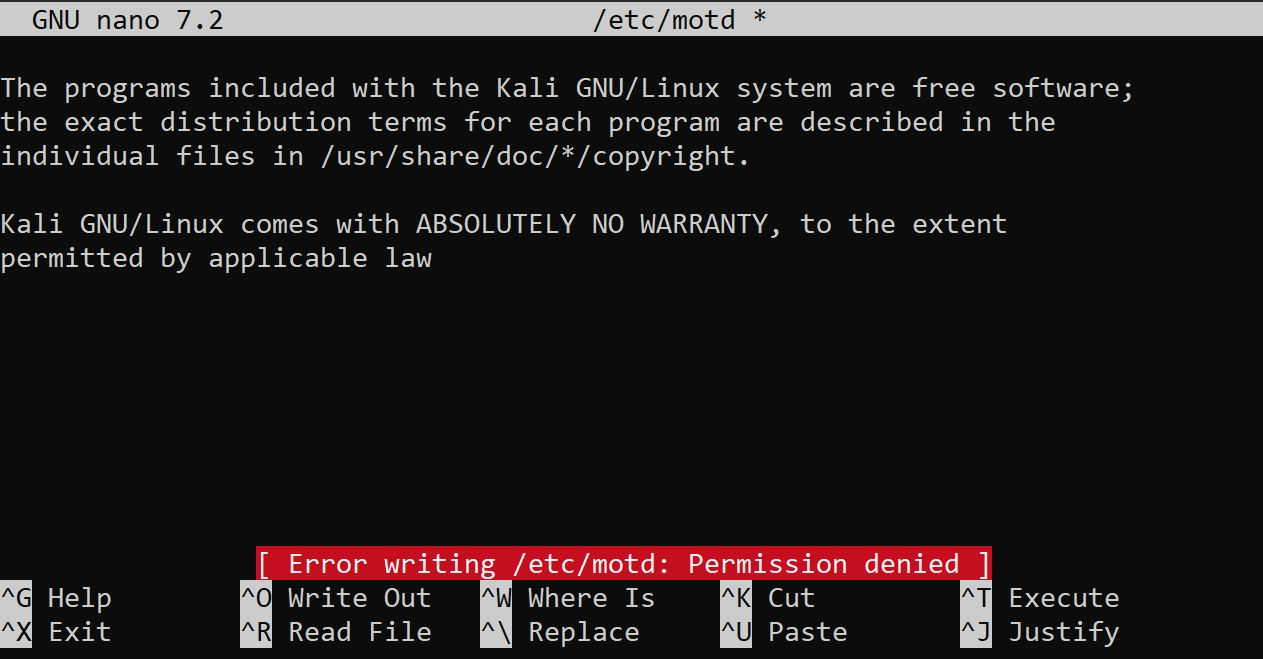 GNU nano 7.2 /etc/motd *
The programs included with the Kali GNU/Linux system are free software;
the exact distribution terms for each program are described in the
individual files in /usr/share/doc/*/copyright.
Kali GNU/Linux comes with ABSOLUTELY NO WARRANTY, to the extent
permitted by applicable law
[ Error writing /etc/motd: Permission denied ]
^G Help ^O Write Out ^W Where Is ^K Cut ^T Execute
^X Exit ^R Read File ^\ Replace ^U Paste ^J Justify